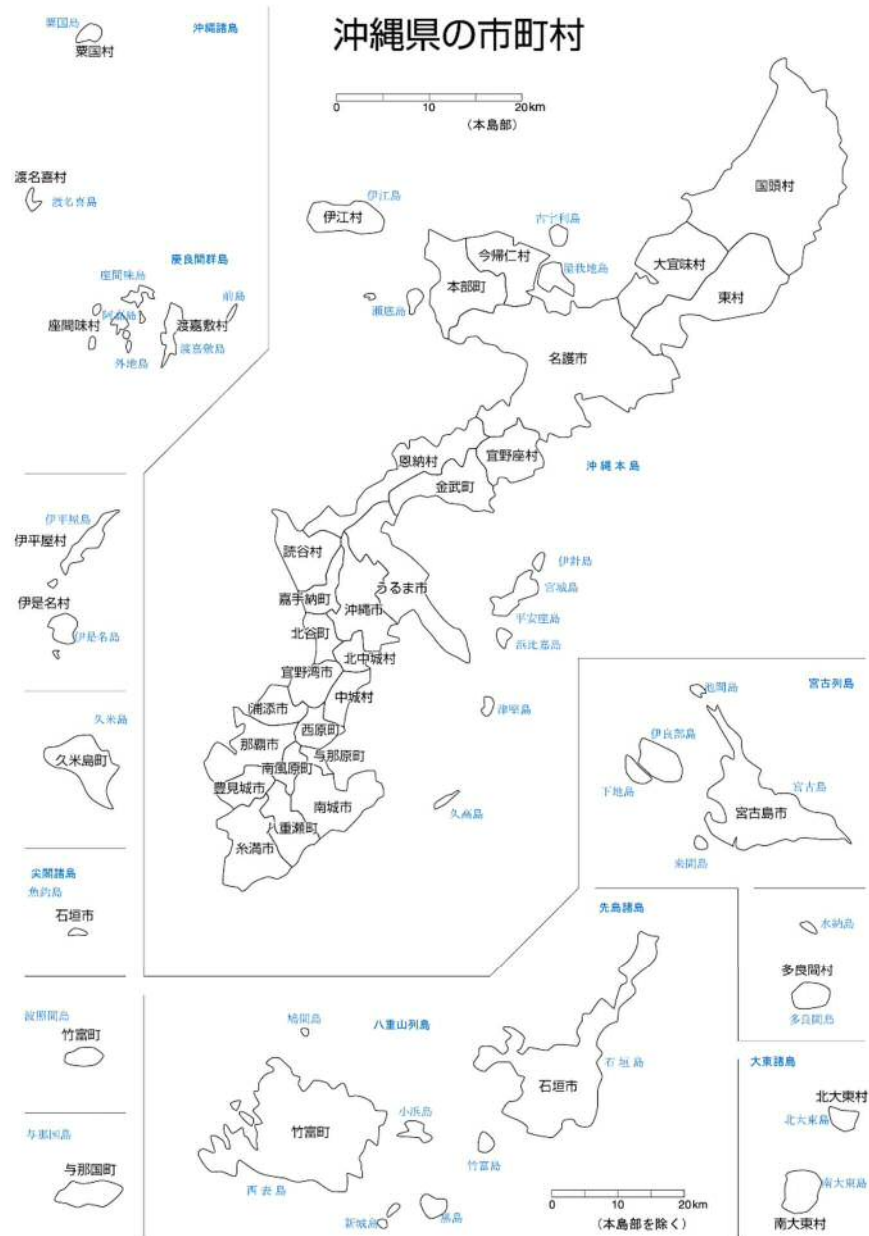 沖縄県の市町村
0 10 20km
(本島部)
粟国島
粟国村
沖縄諸島
渡名喜村
渡名喜島
慶良間群島
座間味島
前島
座間味村
阿嘉島
渡嘉敷村
渡嘉敷島
外地島
伊江島
伊江村
古宇利島
屋我地島
今帰仁村
本部町
瀬底島
国頭村
大宜味村
東村
名護市
恩納村
宜野座村
金武町
沖縄本島
伊平屋島
伊平屋村
伊是名村
伊是名島
読谷村
嘉手納町
沖縄市
うるま市
伊計島
宮城島
平安座島
浜比嘉島
北谷町
北中城村
宜野湾市
中城村
浦添市
西原町
津堅島
那覇市
与那原町
南風原町
豊見城市
南城市
八重瀬町
糸満市
久高島
久米島
久米島町
尖閣諸島
魚釣島
石垣市
宮古列島
池間島
伊良部島
下地島
宮古島
宮古島市
来間島
先島諸島
水納島
多良間村
多良間島
波照間島
竹富町
鳩間島
八重山列島
石垣島
石垣市
小浜島
竹富町
竹富島
西表島
新城島
黒島
与那国島
与那国町
0 10 20km
(本島部を除く)
大東諸島
北大東村
北大東島
南大東島
南大東村